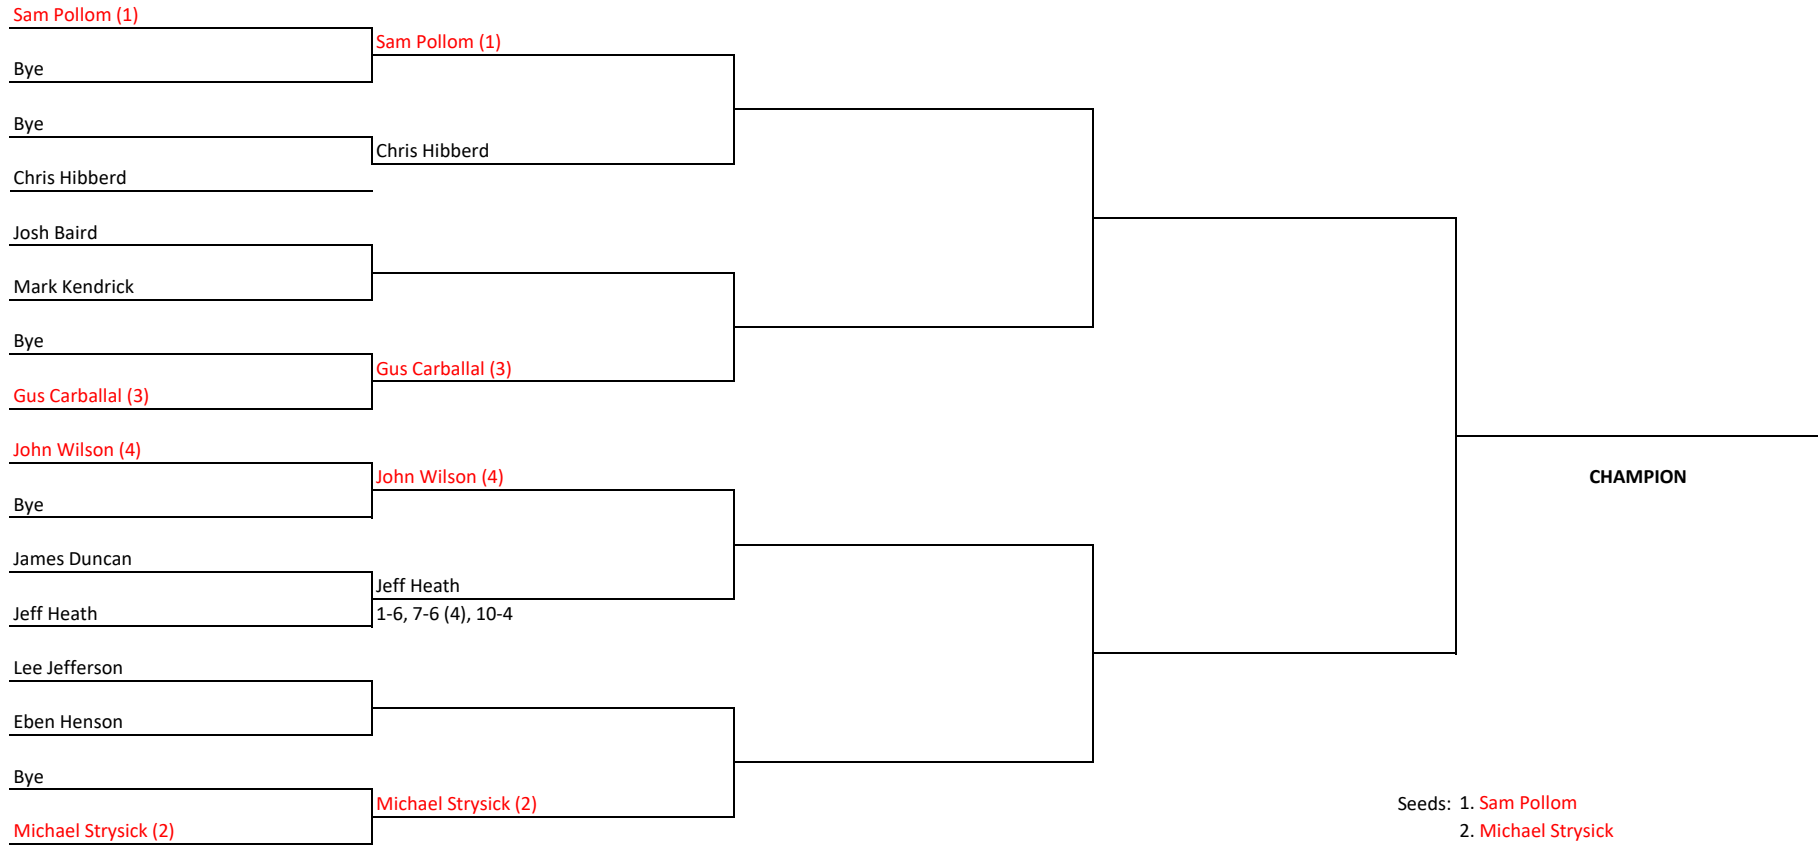 Sam Pollom (1)
Sam Pollom (1)
Bye
Bye
Chris Hibberd
Chris Hibberd
Josh Baird
Mark Kendrick
Bye
Gus Carballal (3)
Gus Carballal (3)
John Wilson (4)
John Wilson (4)
CHAMPION
Bye
James Duncan
Jeff Heath
Jeff Heath
1-6, 7-6 (4), 10-4
Lee Jefferson
Eben Henson
Bye
Michael Strysick (2)
Seeds: 1. Sam Pollom
Michael Strysick (2)
2. Michael Strysick